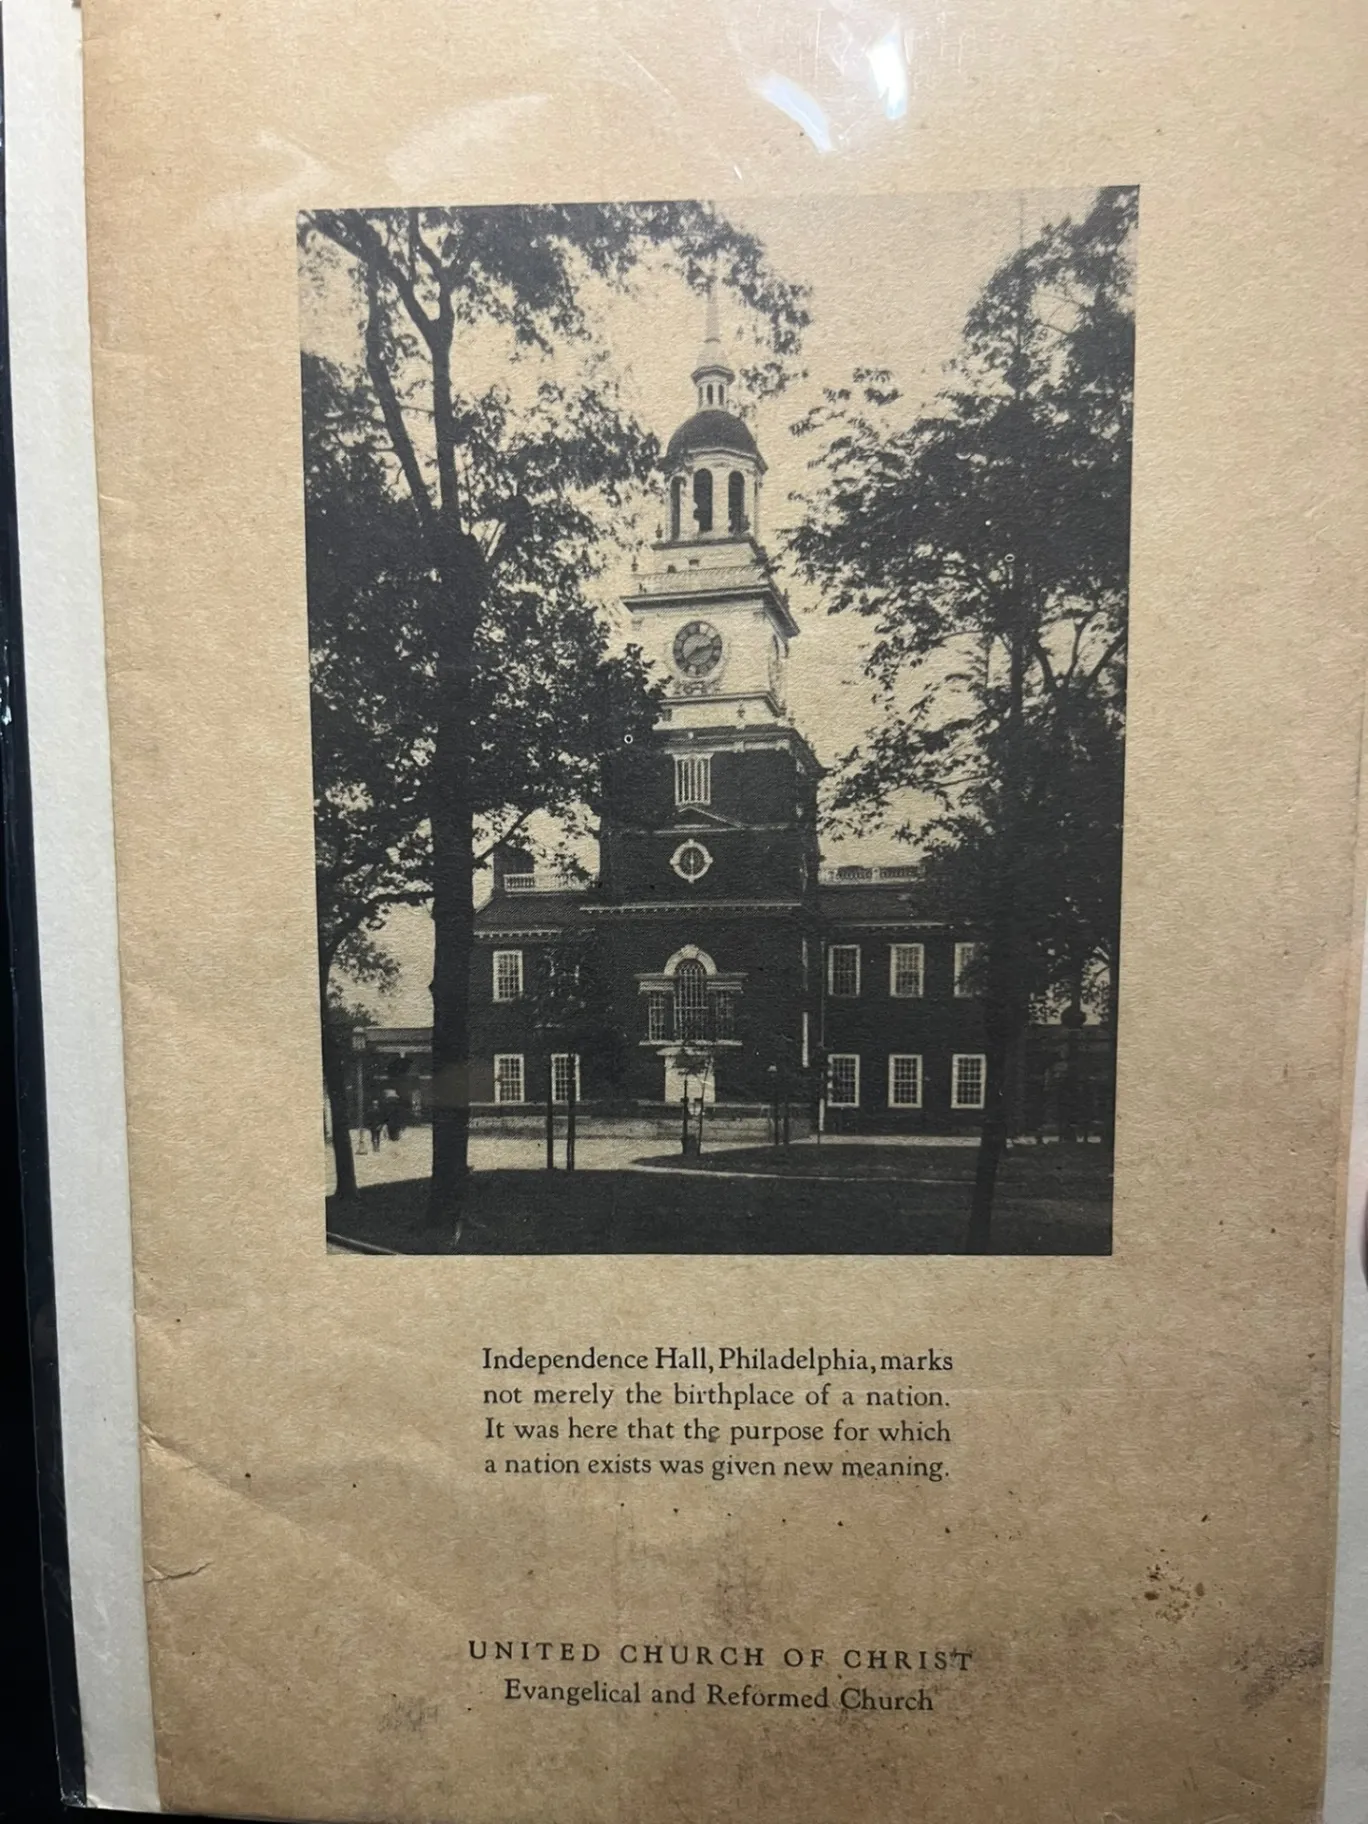 Independence Hall, Philadelphia, marks
not merely the birthplace of a nation.
It was here that the purpose for which
a nation exists was given new meaning.
UNITED CHURCH OF CHRIST
Evangelical and Reformed Church